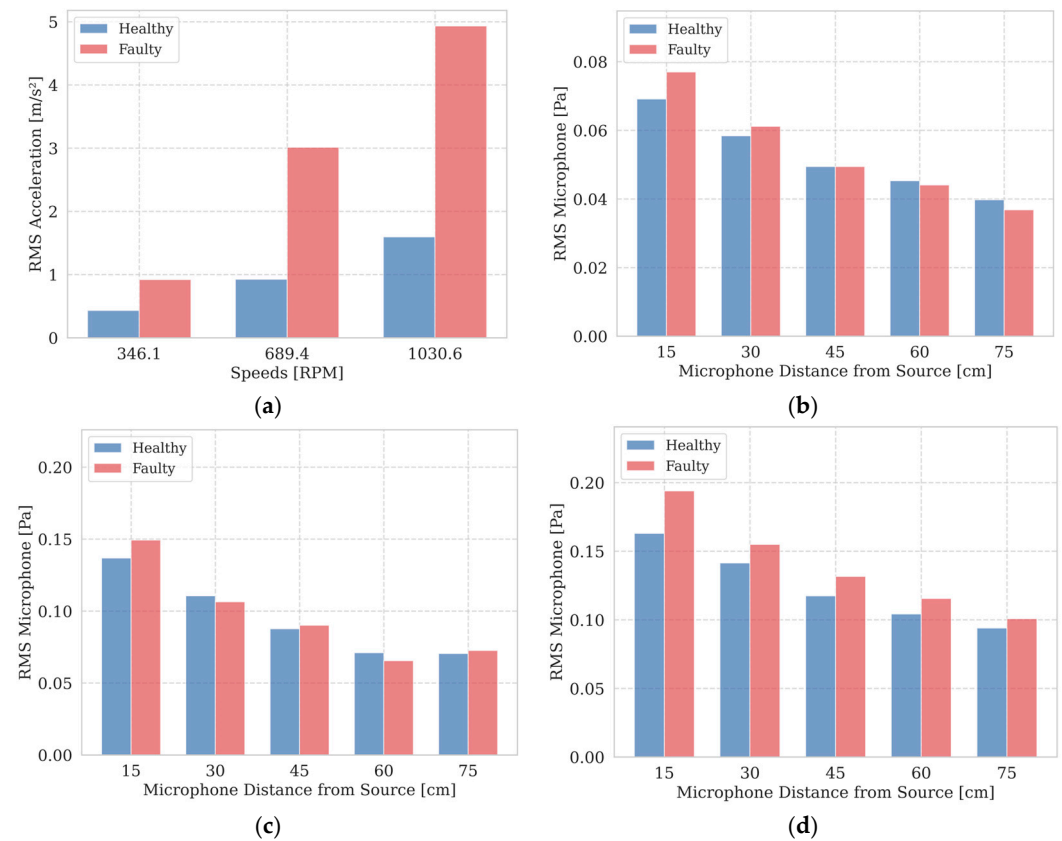 Healthy
Faulty
RMS Acceleration [m/s²]
5
4
3
2
1
0
346.1 689.4 1030.6
Speeds [RPM]
(a)
Healthy
Faulty
RMS Microphone [Pa]
0.08
0.06
0.04
0.02
0.00
15 30 45 60 75
Microphone Distance from Source [cm]
(b)
Healthy
Faulty
RMS Microphone [Pa]
0.20
0.15
0.10
0.05
0.00
15 30 45 60 75
Microphone Distance from Source [cm]
(c)
Healthy
Faulty
RMS Microphone [Pa]
0.20
0.15
0.10
0.05
0.00
15 30 45 60 75
Microphone Distance from Source [cm]
(d)